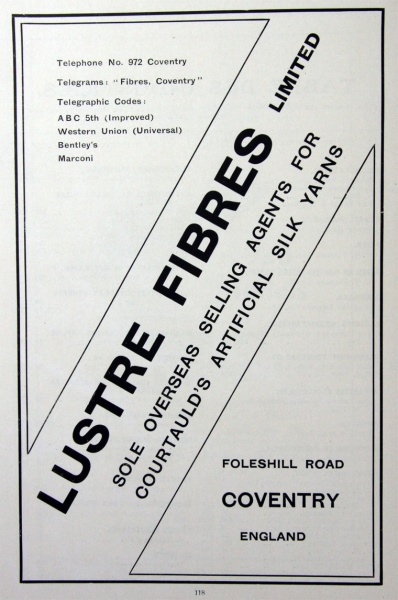 Telephone No. 972 Coventry
Telegrams: "Fibres, Coventry"
Telegraphic Codes:
A B C 5th (Improved)
Western Union (Universal)
Bentley's
Marconi
LUSTRE FIBRES LIMITED
SOLE OVERSEAS SELLING AGENTS FOR
COURTAULD'S ARTIFICIAL SILK YARNS
FOLESHILL ROAD
COVENTRY
ENGLAND
118